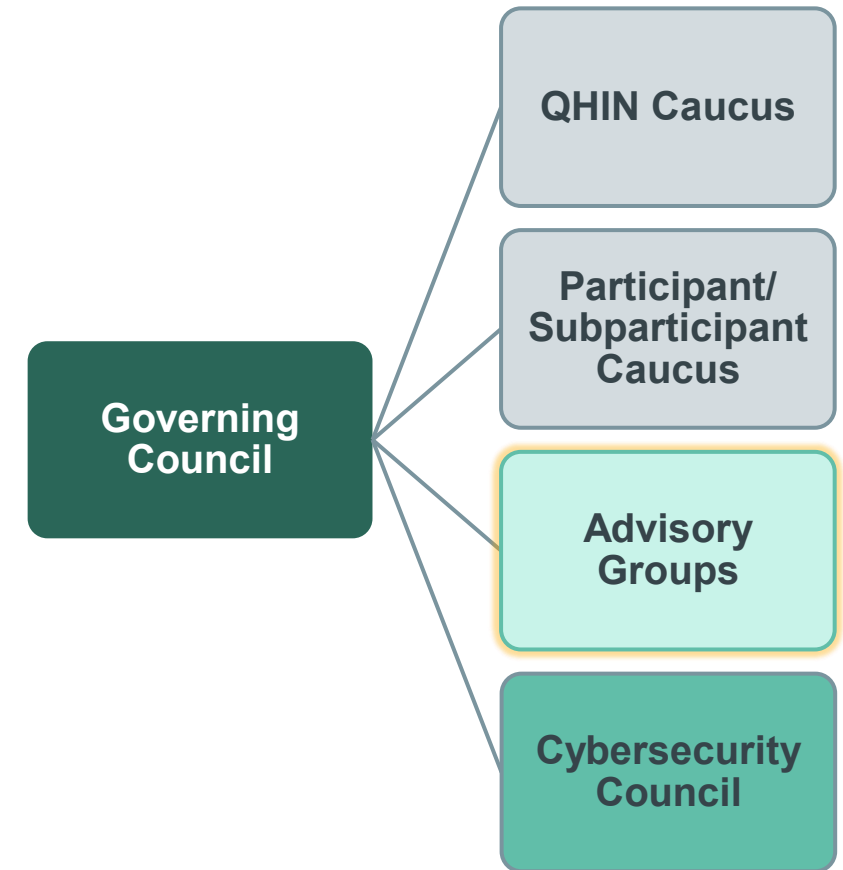 QHIN Caucus
Participant/
Subparticipant
Caucus
Governing
Council
Advisory
Groups
Cybersecurity
Council